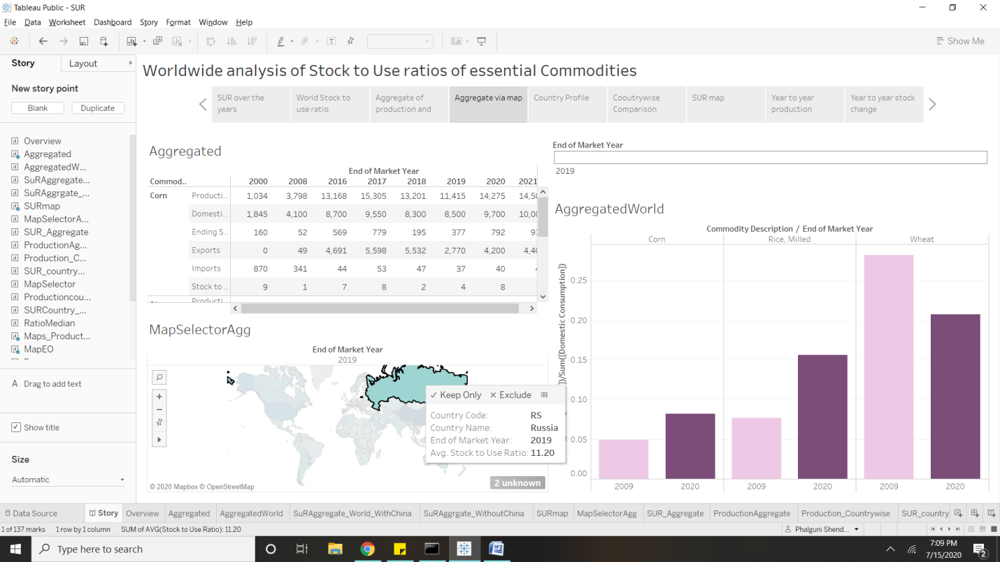 Tableau Public - SUR
File Data Worksheet Dashboard Story Format Window Help
Show Me
Story Layout
New story point
Blank Duplicate
Overview
Aggregated
AggregatedW...
SuRAggregate...
SuRAggrgate_...
SURmap
MapSelectorA...
SUR_Aggregate
ProductionAg...
Production_C...
SUR_country...
MapSelector
Productioncou...
SURCountry_...
RatioMedian
Maps_Product...
MapEO
A Drag to add text
Show title
Size
Automatic
Worldwide analysis of Stock to Use ratios of essential Commodities
SUR over the years
World Stock to use ratio
Aggregate of production and
Aggregate via map
Country Profile
Cooutrywise Comparison
SUR map
Year to year production
Year to year stock change
Aggregated
End of Market Year
Commod.. 2000 2008 2016 2017 2018 2019 2020 2021
Corn Producti.. 1,034 3,798 13,168 15,305 13,201 11,415 14,275 14,50
Domesti.. 1,845 4,100 8,700 9,550 8,300 8,500 9,700 10,00
Ending S.. 160 52 569 779 195 377 792 93
Exports 0 49 4,691 5,598 5,532 2,770 4,200 4,40
Imports 870 341 44 53 47 37 40
Stock to .. 9 1 7 8 2 4 8
Producti..
MapSelectorAgg
End of Market Year
2019
Keep Only Exclude
Country Code: RS
Country Name: Russia
End of Market Year: 2019
Avg. Stock to Use Ratio: 11.20
© 2020 Mapbox © OpenStreetMap
2 unknown
End of Market Year
2019
AggregatedWorld
Commodity Description / End of Market Year
Corn Rice, Milled Wheat
])/Sum([Domestic Consumption])
0.25
0.20
0.15
0.10
0.05
0.00
2009 2020 2009 2020 2009 2020
Data Source Story Overview Aggregated AggregatedWorld SuRAggregate_World_WithChina SuRAggrgate_WithoutChina SURmap MapSelectorAgg SUR_Aggregate ProductionAggregate Production_Countrywise SUR_country
1 of 137 marks 1 row by 1 column SUM of AVG(Stock to Use Ratio): 11.20 Phalguni Shend...
Type here to search
7:09 PM
7/15/2020
2